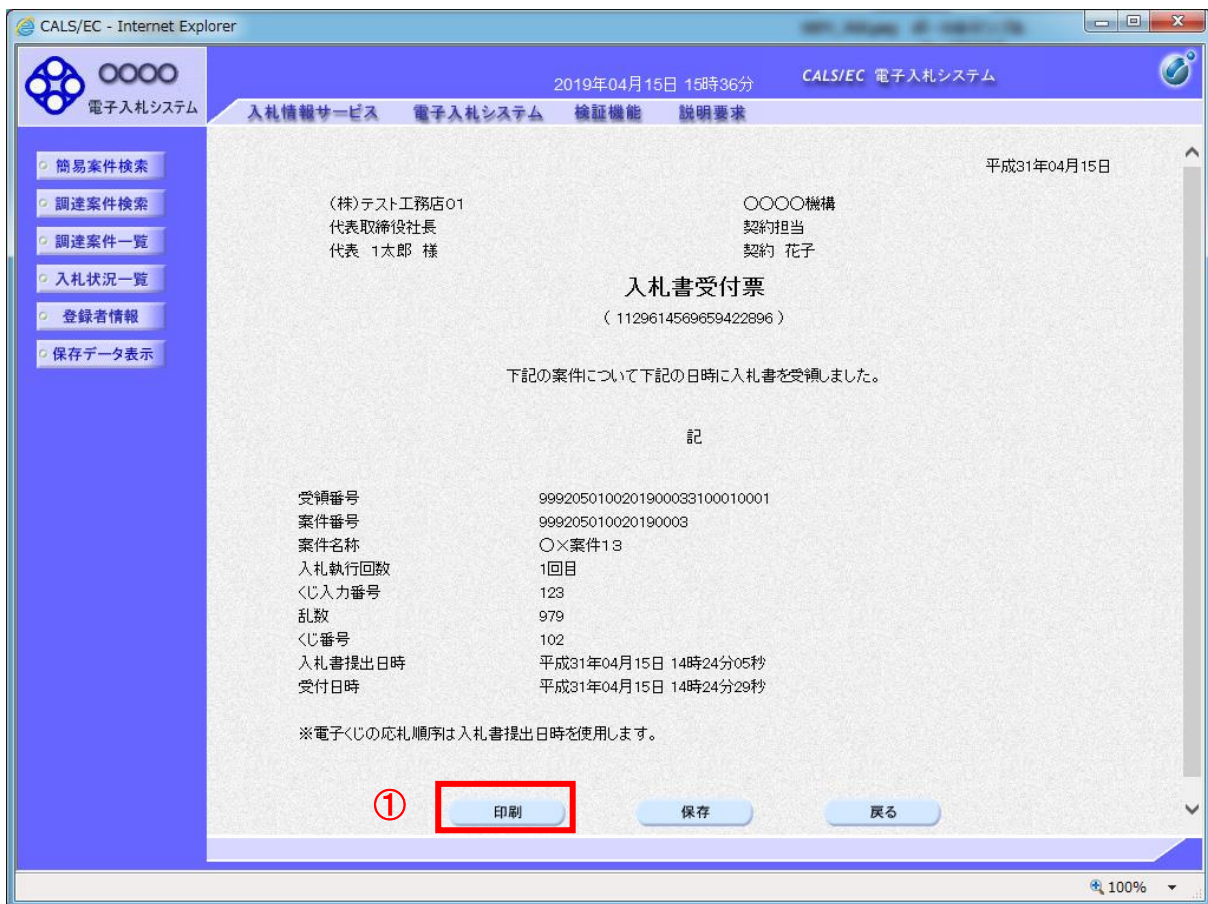 CALS/EC - Internet Explorer
○○○○
電子入札システム
2019年04月15日 15時36分
CALS/EC 電子入札システム
入札情報サービス 電子入札システム 検証機能 説明要求
簡易案件検索
調達案件検索
調達案件一覧
入札状況一覧
登録者情報
保存データ表示
平成31年04月15日
(株)テスト工務店01 ○○○○機構
代表取締役社長 契約担当
代表 1太郎 様 契約 花子
入札書受付票
( 1129614569659422896 )
下記の案件について下記の日時に入札書を受領しました。
記
受領番号 9992050100201900033100010001
案件番号 999205010020190003
案件名称 ○×案件13
入札執行回数 1回目
くじ入力番号 123
乱数 979
くじ番号 102
入札書提出日時 平成31年04月15日 14時24分05秒
受付日時 平成31年04月15日 14時24分29秒
※電子くじの応札順序は入札書提出日時を使用します。
① 印刷 保存 戻る
100%